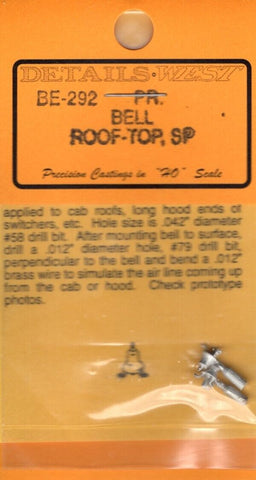 DETAILS WEST
BE-292 PR.
BELL
ROOF-TOP, SP
Precision Castings in "HO" Scale
applied to cab roofs, long hood ends of
switchers, etc. Hole size is .042" diameter
#58 drill bit. After mounting bell to surface,
drill a .012" diameter hole, #79 drill bit,
perpendicular to the bell and bend a .012"
brass wire to simulate the air line coming up
from the cab or hood. Check prototype
photos.